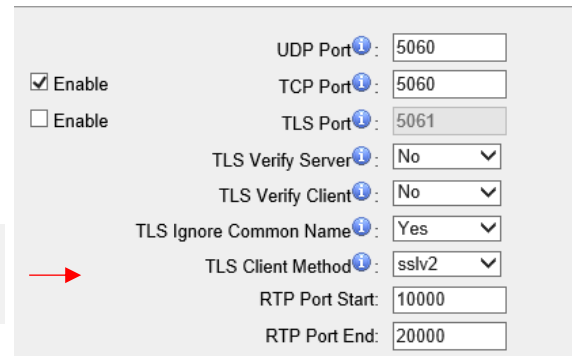 UDP Port : 5060
Enable TCP Port : 5060
Enable TLS Port : 5061
TLS Verify Server : No
TLS Verify Client : No
TLS Ignore Common Name : Yes
TLS Client Method : sslv2
RTP Port Start: 10000
RTP Port End: 20000